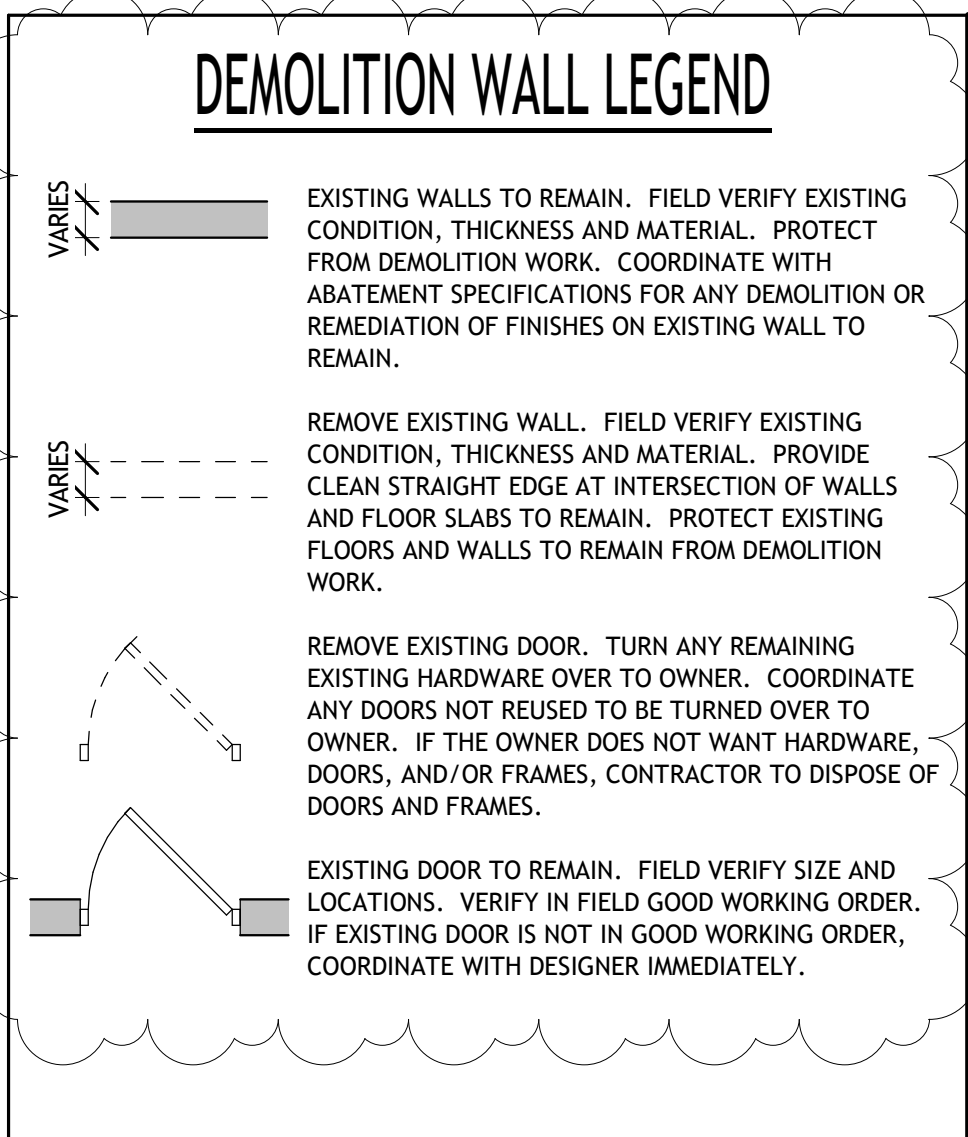 DEMOLITION WALL LEGEND
VARIES
EXISTING WALLS TO REMAIN. FIELD VERIFY EXISTING
CONDITION, THICKNESS AND MATERIAL. PROTECT
FROM DEMOLITION WORK. COORDINATE WITH
ABATEMENT SPECIFICATIONS FOR ANY DEMOLITION OR
REMEDIATION OF FINISHES ON EXISTING WALL TO
REMAIN.
VARIES
REMOVE EXISTING WALL. FIELD VERIFY EXISTING
CONDITION, THICKNESS AND MATERIAL. PROVIDE
CLEAN STRAIGHT EDGE AT INTERSECTION OF WALLS
AND FLOOR SLABS TO REMAIN. PROTECT EXISTING
FLOORS AND WALLS TO REMAIN FROM DEMOLITION
WORK.
REMOVE EXISTING DOOR. TURN ANY REMAINING
EXISTING HARDWARE OVER TO OWNER. COORDINATE
ANY DOORS NOT REUSED TO BE TURNED OVER TO
OWNER. IF THE OWNER DOES NOT WANT HARDWARE,
DOORS, AND/OR FRAMES, CONTRACTOR TO DISPOSE OF
DOORS AND FRAMES.
EXISTING DOOR TO REMAIN. FIELD VERIFY SIZE AND
LOCATIONS. VERIFY IN FIELD GOOD WORKING ORDER.
IF EXISTING DOOR IS NOT IN GOOD WORKING ORDER,
COORDINATE WITH DESIGNER IMMEDIATELY.